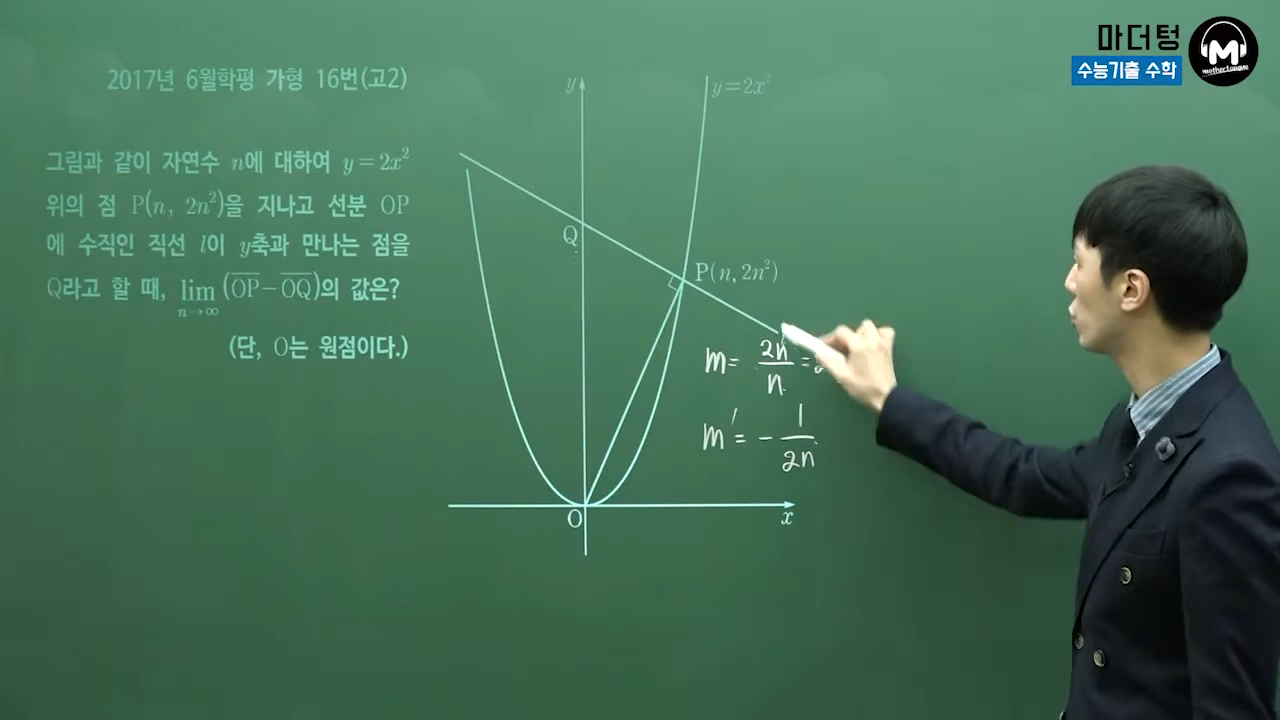 마더텅
수능기출 수학
M
mothertongue
2017년 6월학평 가형 16번(고2)
그림과 같이 자연수 n에 대하여 y=2x²
위의 점 P(n, 2n²)을 지나고 선분 OP
에 수직인 직선 l이 y축과 만나는 점을
Q라고 할 때, lim (OP−OQ)의 값은?
n→∞
(단, O는 원점이다.)
y
y=2x²
Q
P(n, 2n²)
m= 2n/n =
m′= − 1/2n
O
x